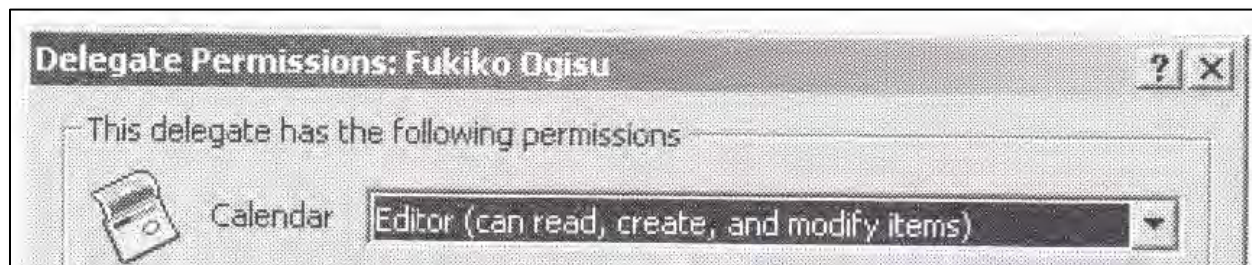 Delegate Permissions: Fukiko Ogisu
This delegate has the following permissions
Calendar Editor (can read, create, and modify items)